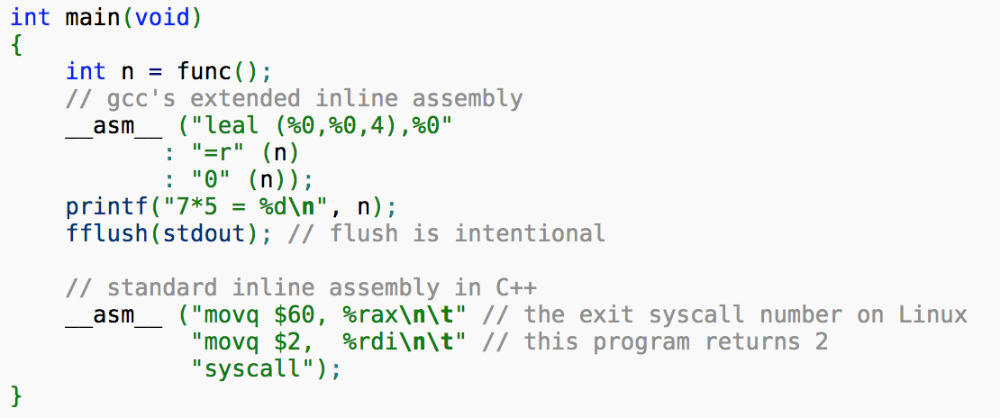 int main(void)
{
    int n = func();
    // gcc's extended inline assembly
    __asm__ ("leal (%0,%0,4),%0"
           : "=r" (n)
           : "0" (n));
    printf("7*5 = %d\n", n);
    fflush(stdout); // flush is intentional

    // standard inline assembly in C++
    __asm__ ("movq $60, %rax\n\t" // the exit syscall number on Linux
             "movq $2,  %rdi\n\t" // this program returns 2
             "syscall");
}